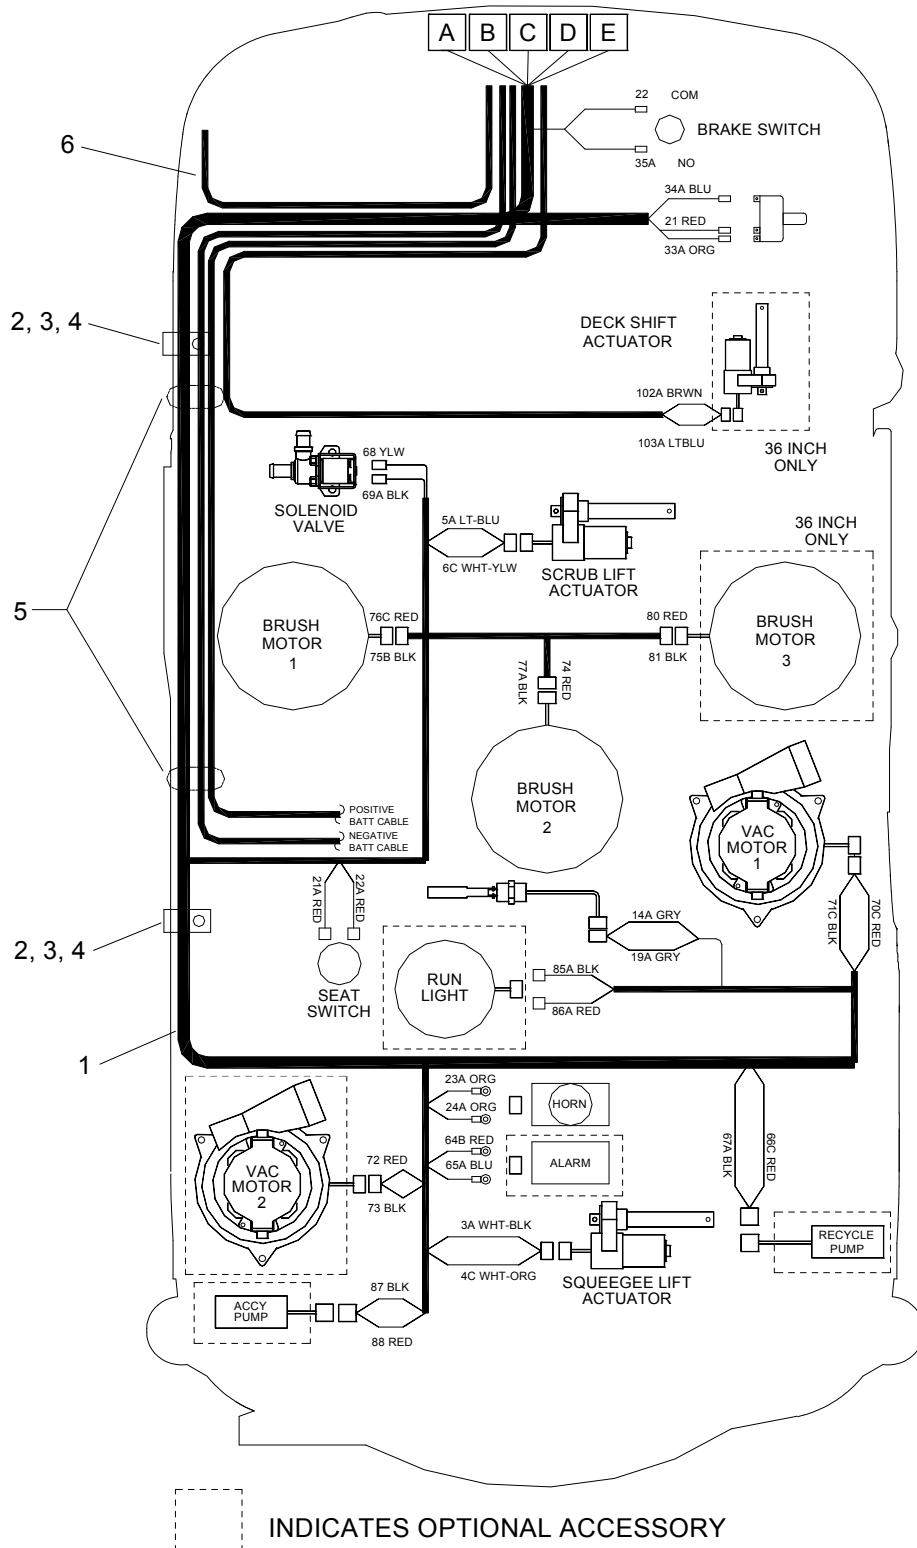 A B C D E
22 COM
BRAKE SWITCH
35A NO
6
34A BLU
21 RED
33A ORG
2, 3, 4
DECK SHIFT
ACTUATOR
102A BRWN
103A LTBLU
36 INCH
ONLY
68 YLW
69A BLK
SOLENOID
VALVE
5A LT-BLU
6C WHT-YLW
SCRUB LIFT
ACTUATOR
36 INCH
ONLY
5
BRUSH
MOTOR
1
76C RED
75B BLK
80 RED
81 BLK
BRUSH
MOTOR
3
77A BLK
74 RED
BRUSH
MOTOR
2
POSITIVE
BATT CABLE
NEGATIVE
BATT CABLE
VAC
MOTOR
1
71C BLK
70C RED
21A RED
22A RED
SEAT
SWITCH
2, 3, 4
14A GRY
19A GRY
RUN
LIGHT
85A BLK
86A RED
1
23A ORG
24A ORG
HORN
64B RED
65A BLU
ALARM
67A BLK
66C RED
VAC
MOTOR
2
72 RED
73 BLK
3A WHT-BLK
4C WHT-ORG
SQUEEGEE LIFT
ACTUATOR
RECYCLE
PUMP
ACCY
PUMP
87 BLK
88 RED
INDICATES OPTIONAL ACCESSORY